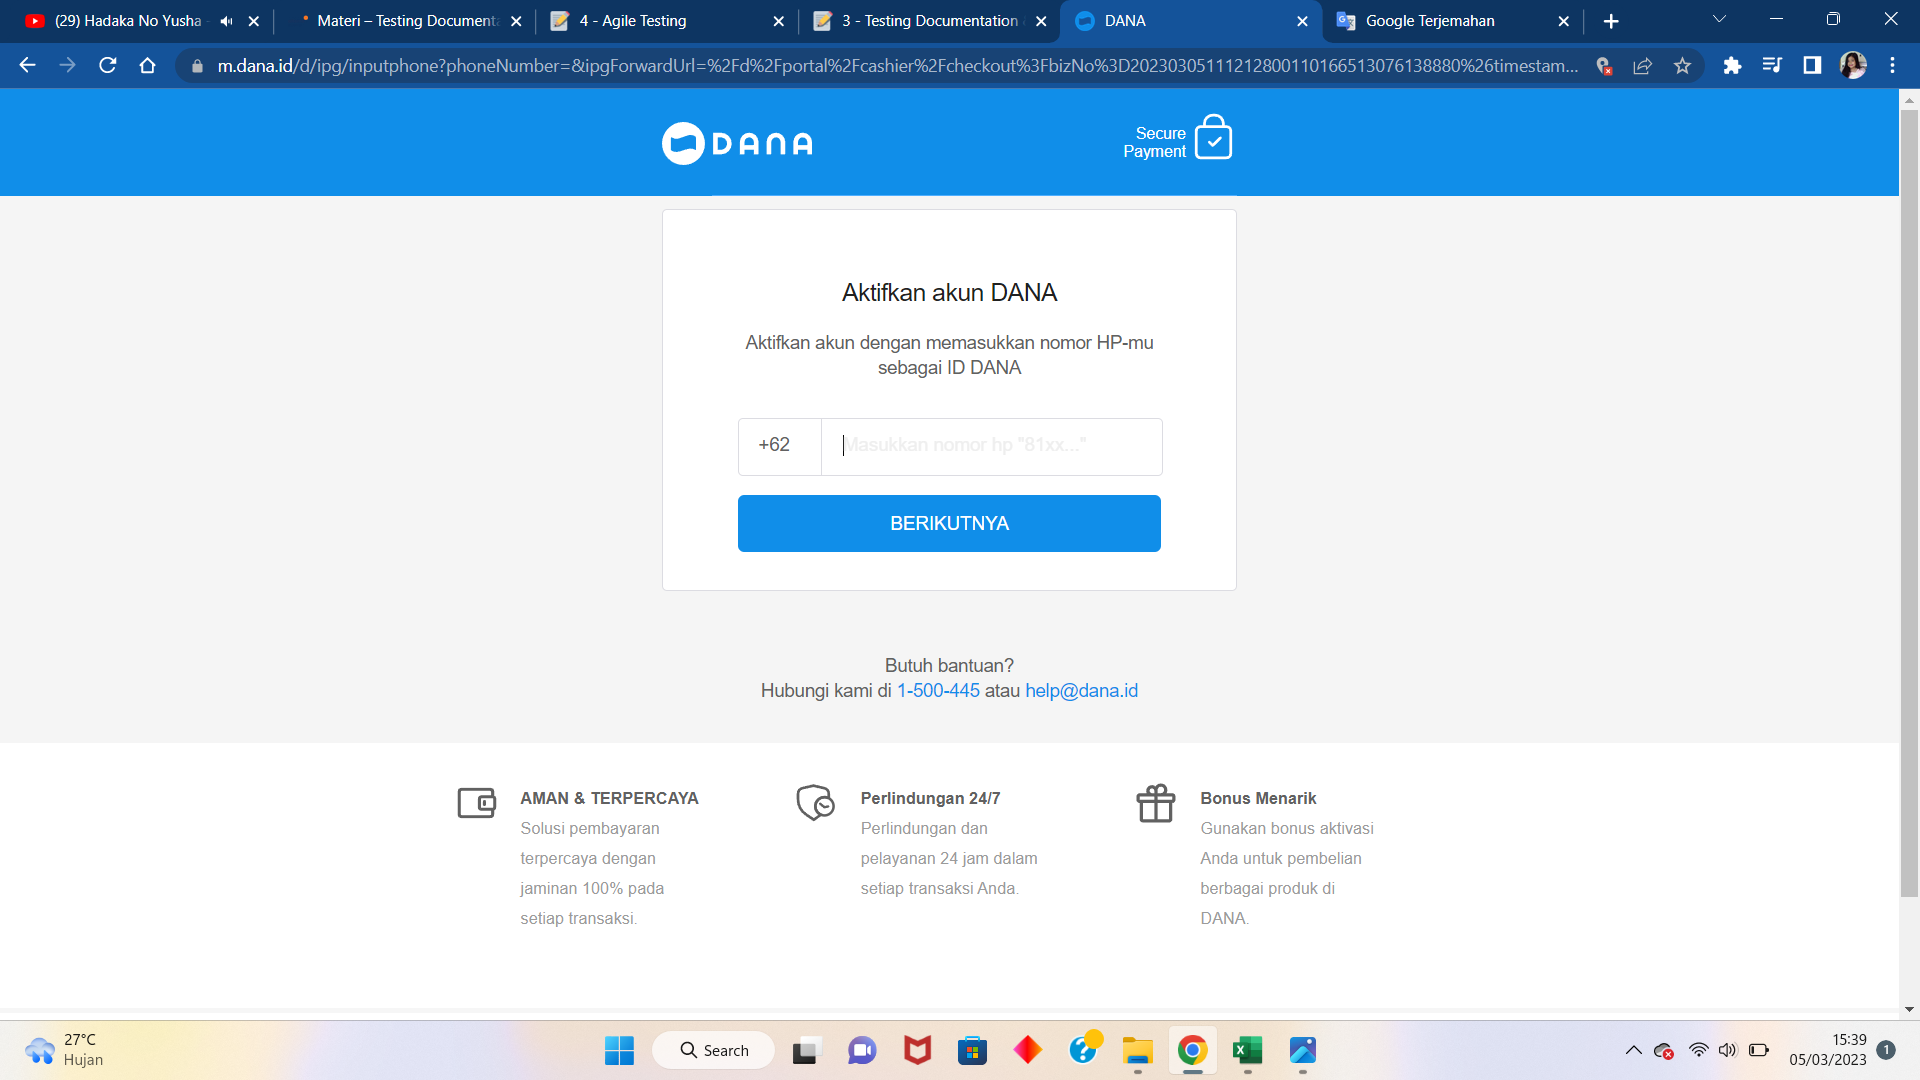 (29) Hadaka No Yusha
Materi – Testing Documenta
4 - Agile Testing
3 - Testing Documentation
DANA
Google Terjemahan
m.dana.id/d/ipg/inputphone?phoneNumber=&ipgForwardUrl=%2Fd%2Fportal%2Fcashier%2Fcheckout%3FbizNo%3D20230305111212800110166513076138880%26timestam...
DANA
Secure
Payment
Aktifkan akun DANA
Aktifkan akun dengan memasukkan nomor HP-mu
sebagai ID DANA
+62
Masukkan nomor hp "81xx..."
BERIKUTNYA
Butuh bantuan?
Hubungi kami di 1-500-445 atau help@dana.id
AMAN & TERPERCAYA
Solusi pembayaran
terpercaya dengan
jaminan 100% pada
setiap transaksi.
Perlindungan 24/7
Perlindungan dan
pelayanan 24 jam dalam
setiap transaksi Anda.
Bonus Menarik
Gunakan bonus aktivasi
Anda untuk pembelian
berbagai produk di
DANA.
27°C
Hujan
Search
15:39
05/03/2023
1